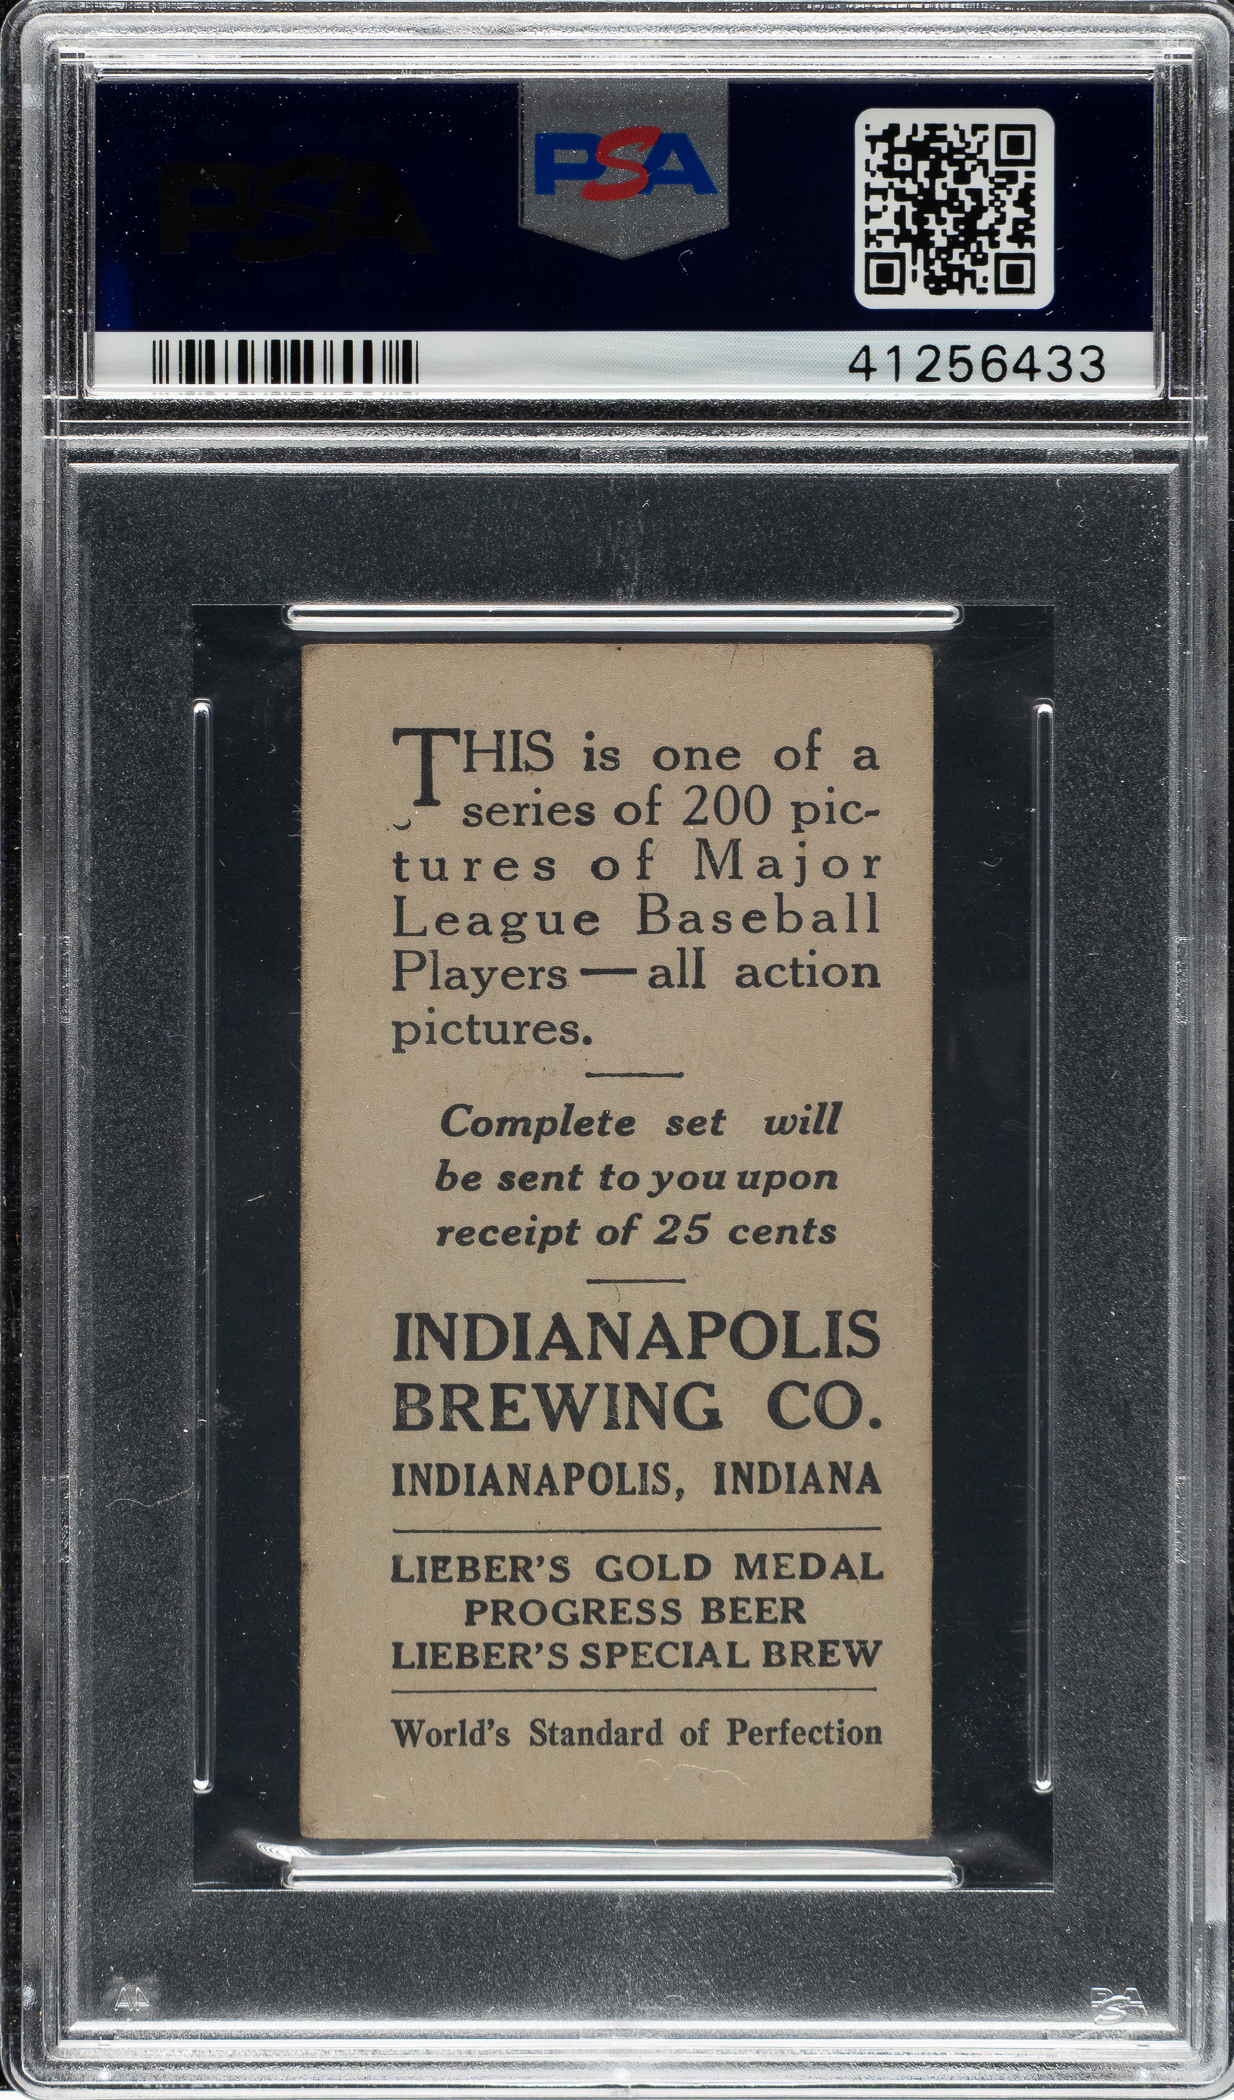 PSA
PSA
41256433
THIS is one of a
series of 200 pic-
tures of Major
League Baseball
Players — all action
pictures.
Complete set will
be sent to you upon
receipt of 25 cents
INDIANAPOLIS
BREWING CO.
INDIANAPOLIS, INDIANA
LIEBER'S GOLD MEDAL
PROGRESS BEER
LIEBER'S SPECIAL BREW
World's Standard of Perfection
PSA